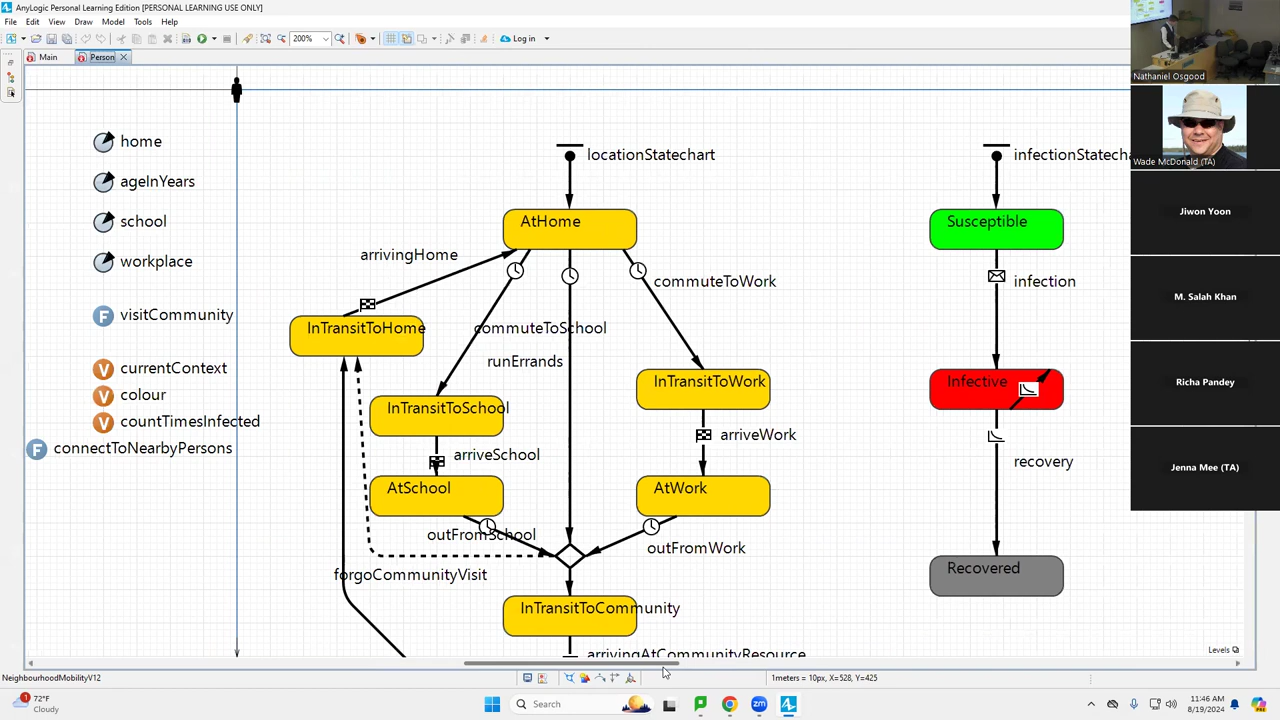 AnyLogic Personal Learning Edition [PERSONAL LEARNING USE ONLY]
File Edit View Draw Model Tools Help
200% Log in
Main Person
home
ageInYears
school
workplace
visitCommunity
currentContext
colour
countTimesInfected
connectToNearbyPersons
locationStatechart
AtHome
arrivingHome
commuteToWork
InTransitToHome
commuteToSchool
runErrands
InTransitToWork
InTransitToSchool
arriveWork
arriveSchool
AtSchool
AtWork
outFromSchool
outFromWork
forgoCommunityVisit
InTransitToCommunity
arrivingAtCommunityResource
infectionStatecha
Susceptible
infection
Infective
recovery
Recovered
Nathaniel Osgood
Wade McDonald (TA)
Jiwon Yoon
M. Salah Khan
Richa Pandey
Jenna Mee (TA)
Levels
NeighbourhoodMobilityV12
1meters = 10px, X=528, Y=425
1
72°F
Cloudy
Search
11:46 AM
8/19/2024